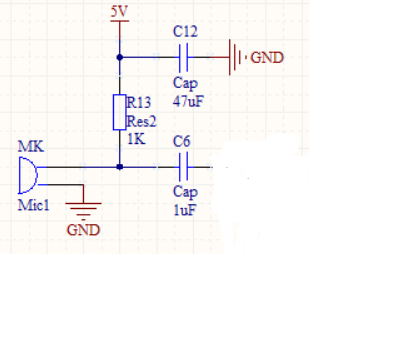 5V
C12
GND
Cap
47uF
R13
Res2
1K
MK
C6
Mic1
Cap
1uF
GND